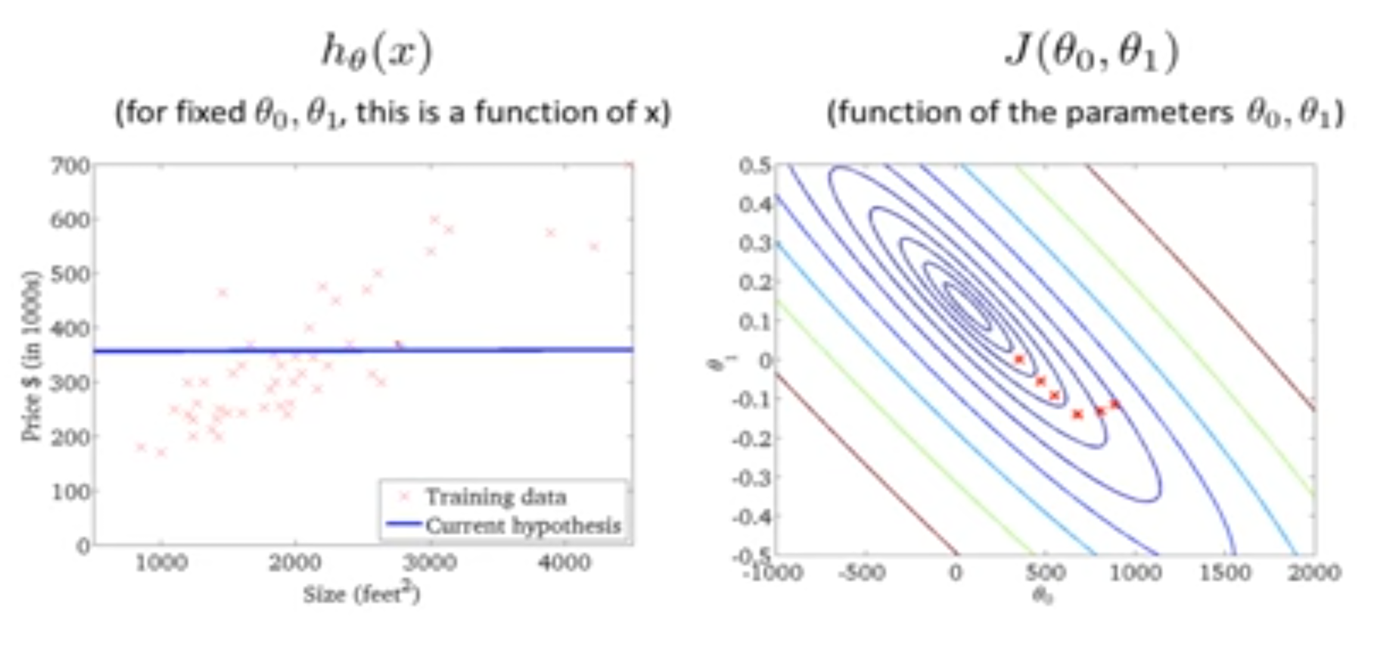 hθ(x)
(for fixed θ0, θ1, this is a function of x)
700
600
500
400
300
200
100
0
Price $ (in 1000s)
1000 2000 3000 4000
Size (feet²)
Training data
Current hypothesis
J(θ0, θ1)
(function of the parameters θ0, θ1)
0.5
0.4
0.3
0.2
0.1
0
-0.1
-0.2
-0.3
-0.4
-0.5
θ1
-1000 -500 0 500 1000 1500 2000
θ0